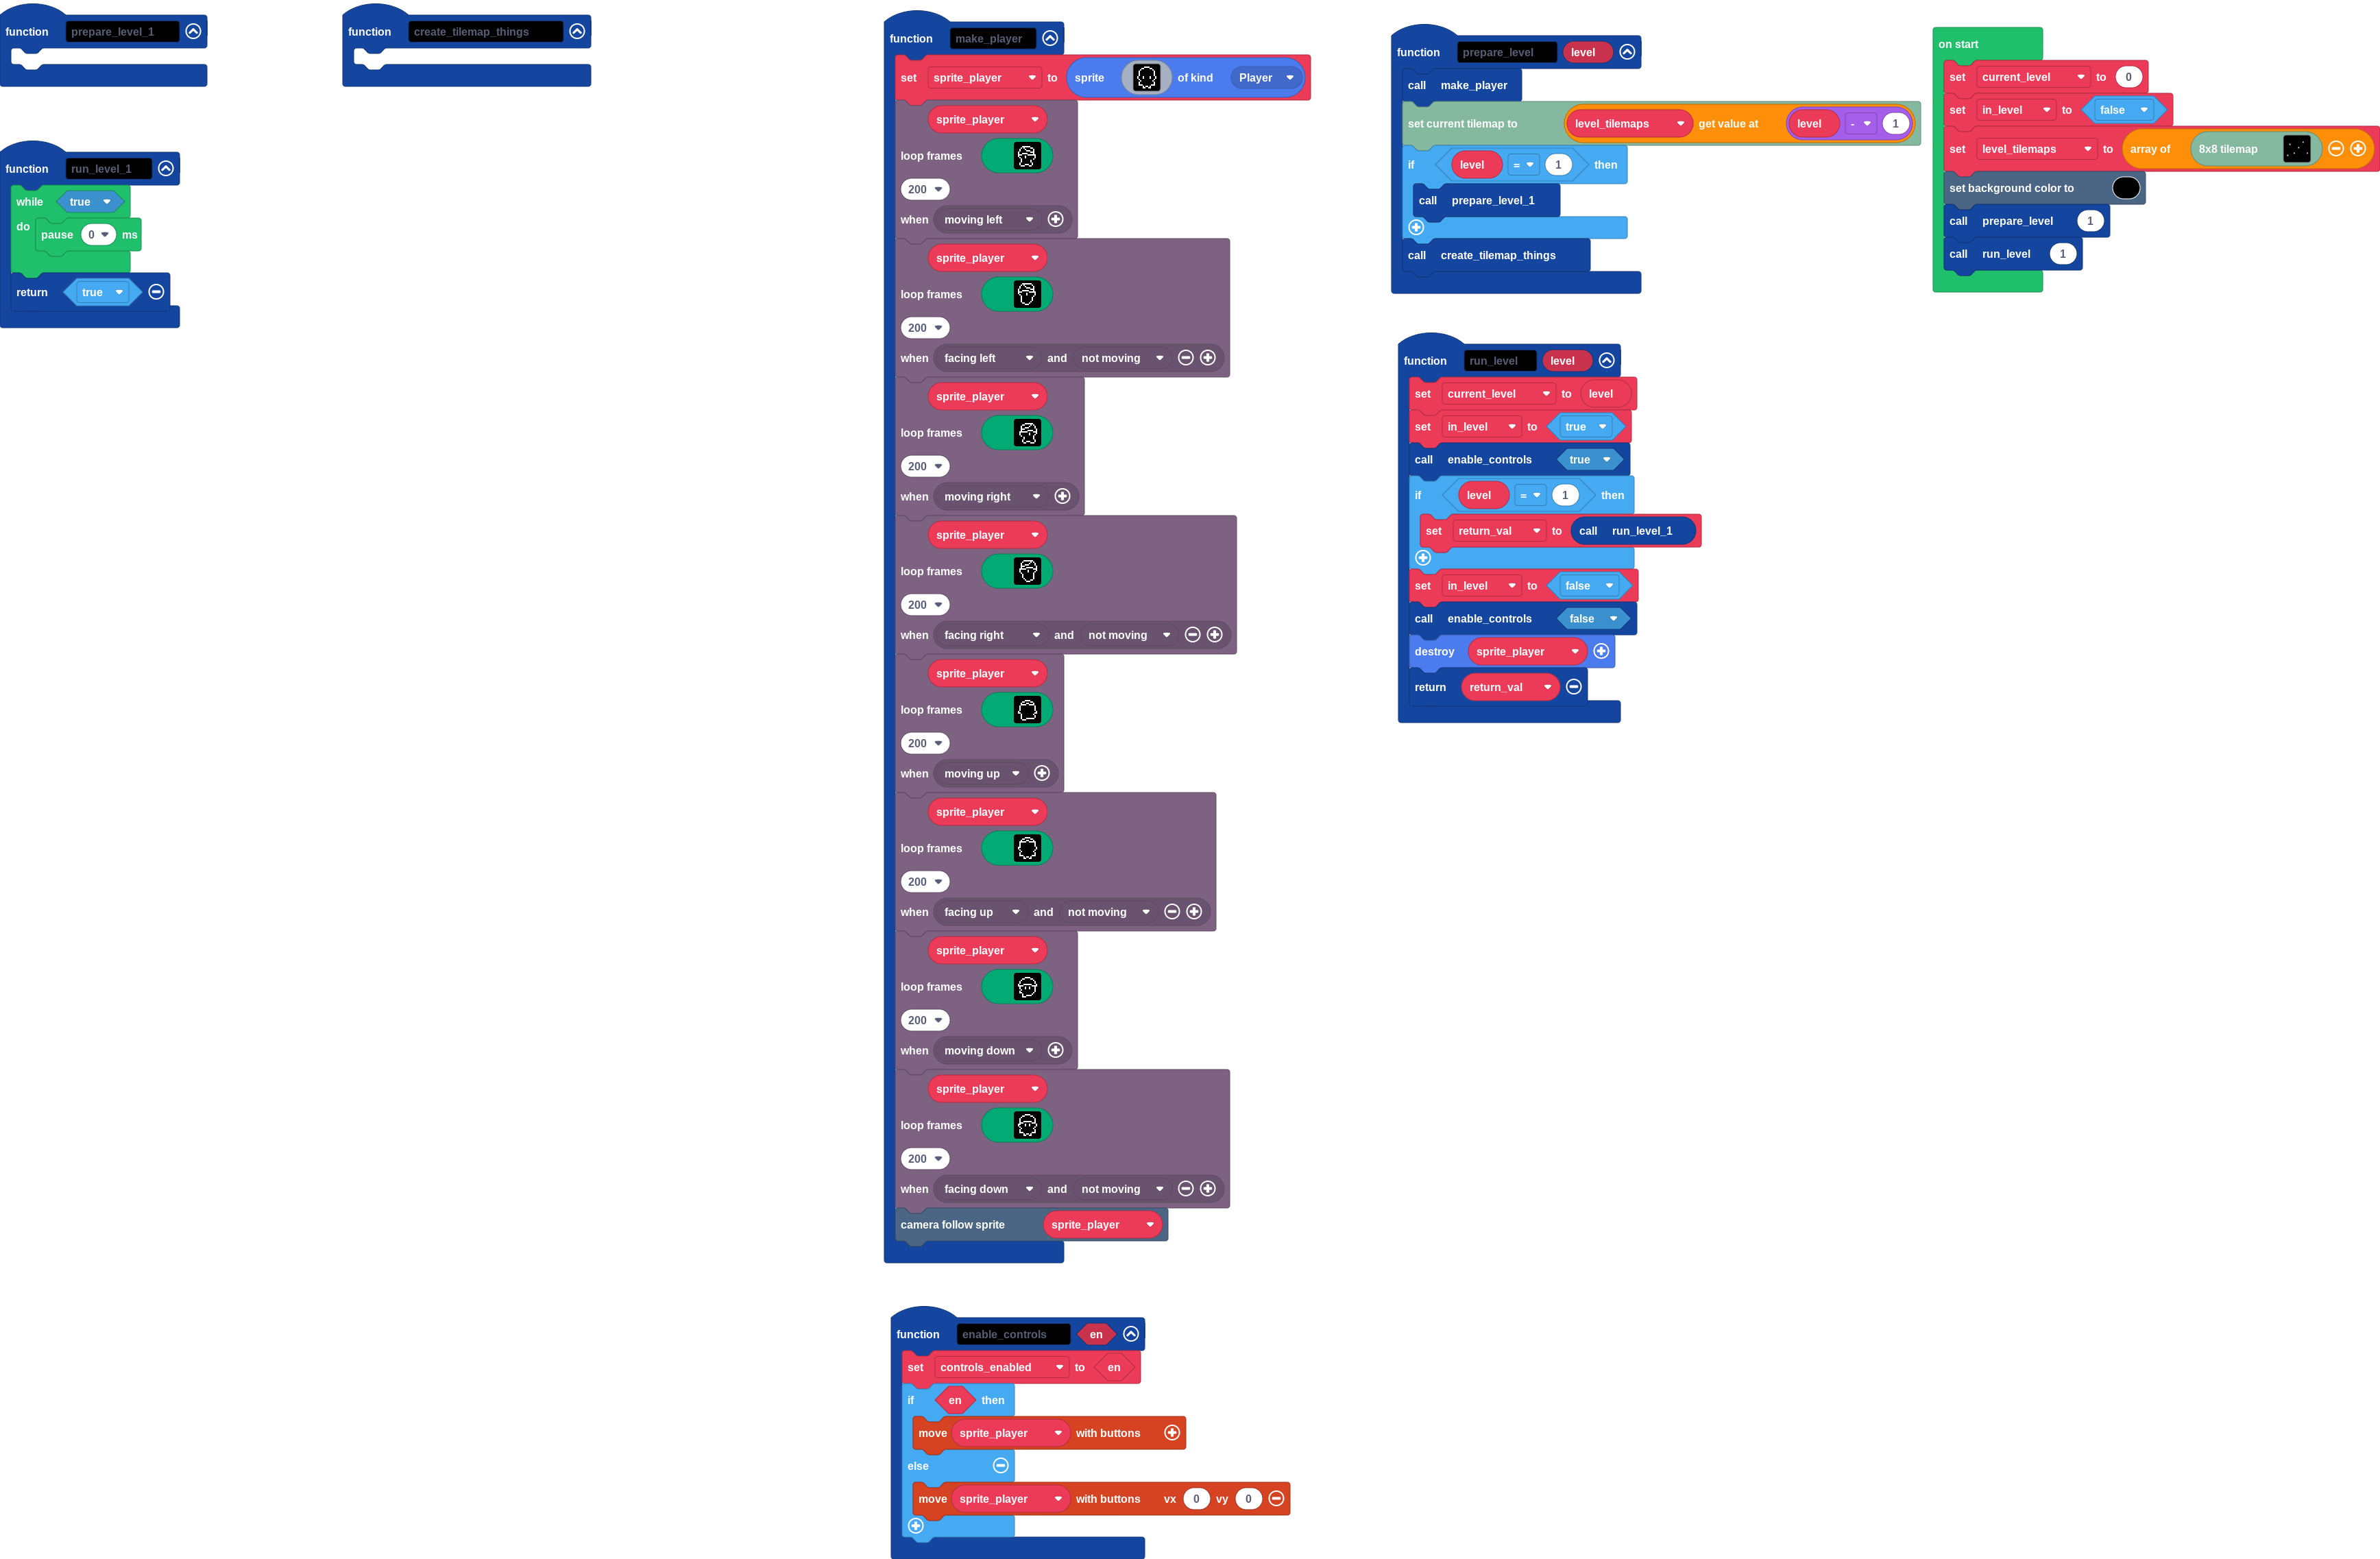 function prepare_level_1
function run_level_1
while true
do pause 0 ms
return true
function create_tilemap_things
function make_player
set sprite_player to sprite of kind Player
sprite_player
loop frames
200
when moving left
sprite_player
loop frames
200
when facing left and not moving
sprite_player
loop frames
200
when moving right
sprite_player
loop frames
200
when facing right and not moving
sprite_player
loop frames
200
when moving up
sprite_player
loop frames
200
when facing up and not moving
sprite_player
loop frames
200
when moving down
sprite_player
loop frames
200
when facing down and not moving
camera follow sprite sprite_player
function enable_controls en
set controls_enabled to en
if en then
move sprite_player with buttons
else
move sprite_player with buttons vx 0 vy 0
function prepare_level level
call make_player
set current tilemap to level_tilemaps get value at level - 1
if level = 1 then
call prepare_level_1
call create_tilemap_things
function run_level level
set current_level to level
set in_level to true
call enable_controls true
if level = 1 then
set return_val to call run_level_1
set in_level to false
call enable_controls false
destroy sprite_player
return return_val
on start
set current_level to 0
set in_level to false
set level_tilemaps to array of 8x8 tilemap
set background color to
call prepare_level 1
call run_level 1